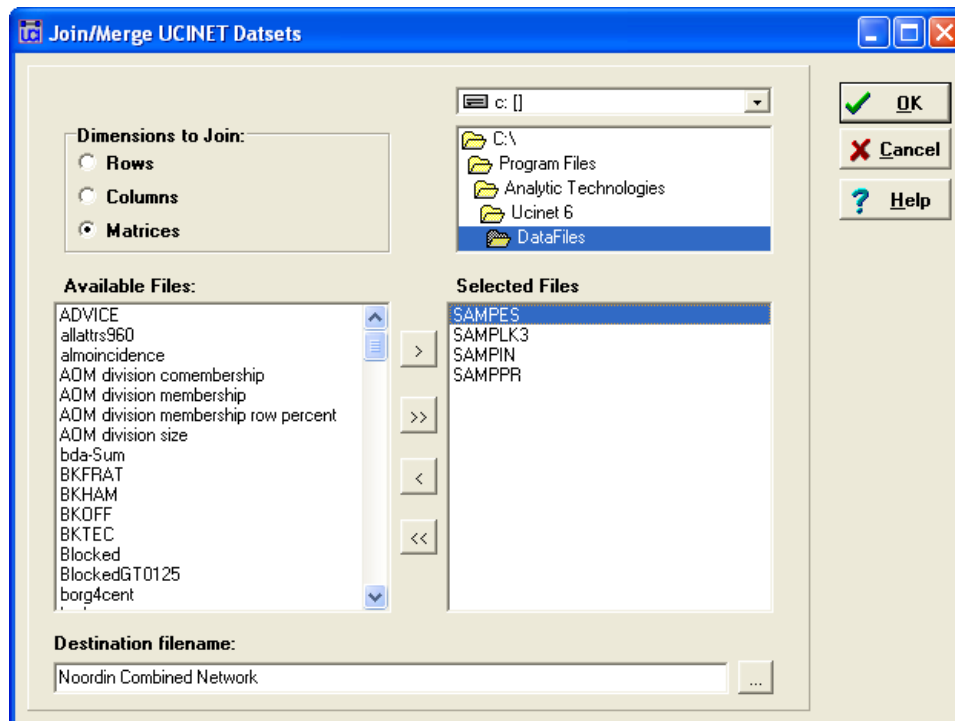 Join/Merge UCINET Datsets
c: []
OK
Cancel
Help
Dimensions to Join:
Rows
Columns
Matrices
C:\
Program Files
Analytic Technologies
Ucinet 6
DataFiles
Available Files:
ADVICE
allattrs960
almoincidence
AOM division comembership
AOM division membership
AOM division membership row percent
AOM division size
bda-Sum
BKFRAT
BKHAM
BKOFF
BKTEC
Blocked
BlockedGT0125
borg4cent
>
>>
<
<<
Selected Files
SAMPES
SAMPLK3
SAMPIN
SAMPPR
Destination filename:
Noordin Combined Network
...